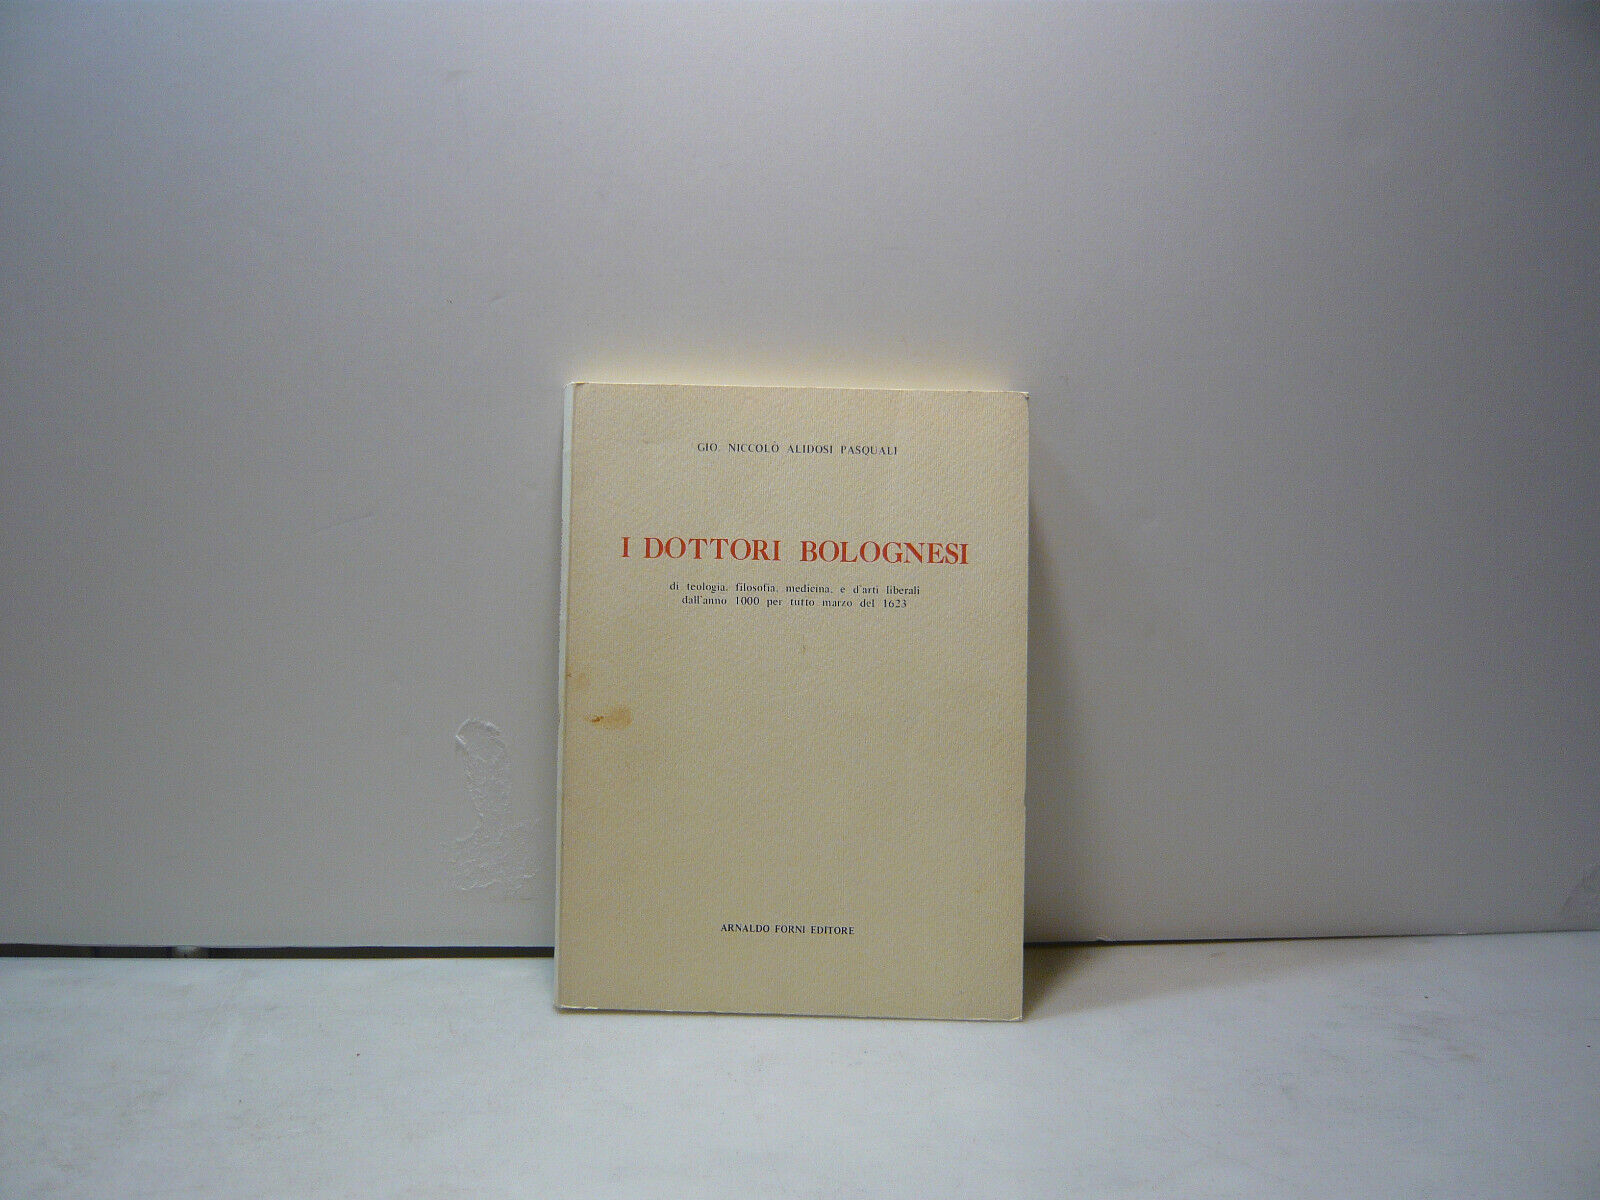 GIO. NICCOLÒ ALIDOSI PASQUALI
I DOTTORI BOLOGNESI
di teologia, filosofia, medicina, e d'arti liberali
dall'anno 1000 per tutto marzo del 1623
ARNALDO FORNI EDITORE